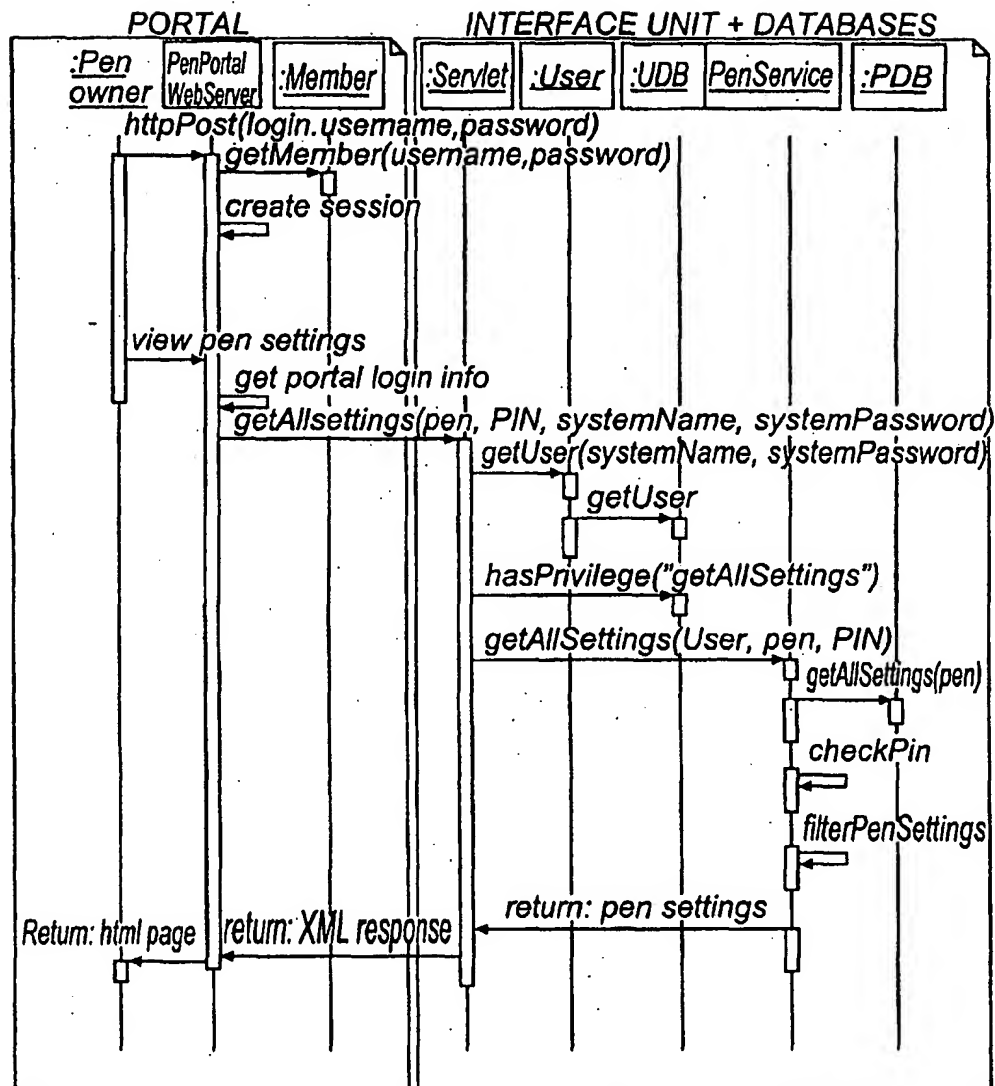 PORTAL
INTERFACE UNIT + DATABASES
:Pen owner
PenPortal WebServer
:Member
:Servlet
:User
:UDB
PenService
:PDB
httpPost(login.username,password)
getMember(username,password)
create session
view pen settings
get portal login info
getAllsettings(pen, PIN, systemName, systemPassword)
getUser(systemName, systemPassword)
getUser
hasPrivilege("getAllSettings")
getAllSettings(User, pen, PIN)
getAllSettings(pen)
checkPin
filterPenSettings
return: pen settings
return: XML response
Return: html page